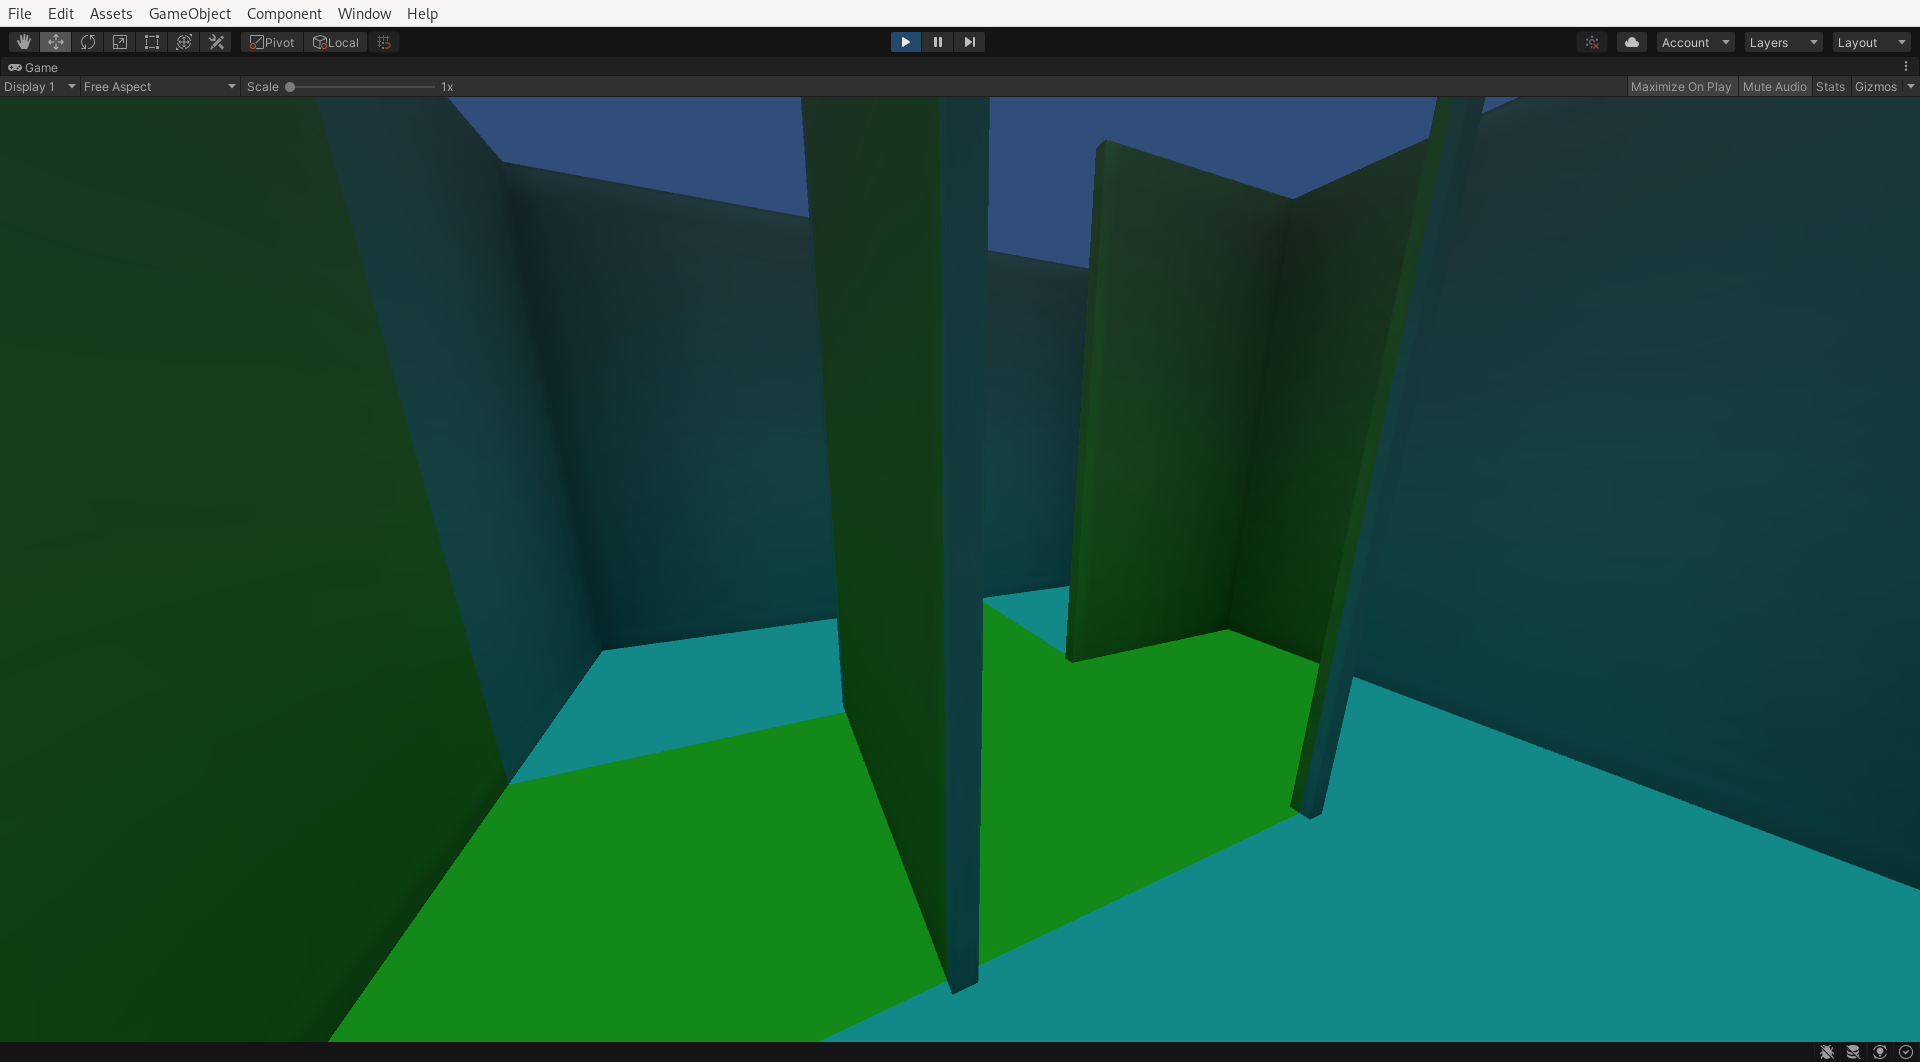 File Edit Assets GameObject Component Window Help
Pivot Local Account Layers Layout
Game
Display 1 Free Aspect Scale 1x Maximize On Play Mute Audio Stats Gizmos